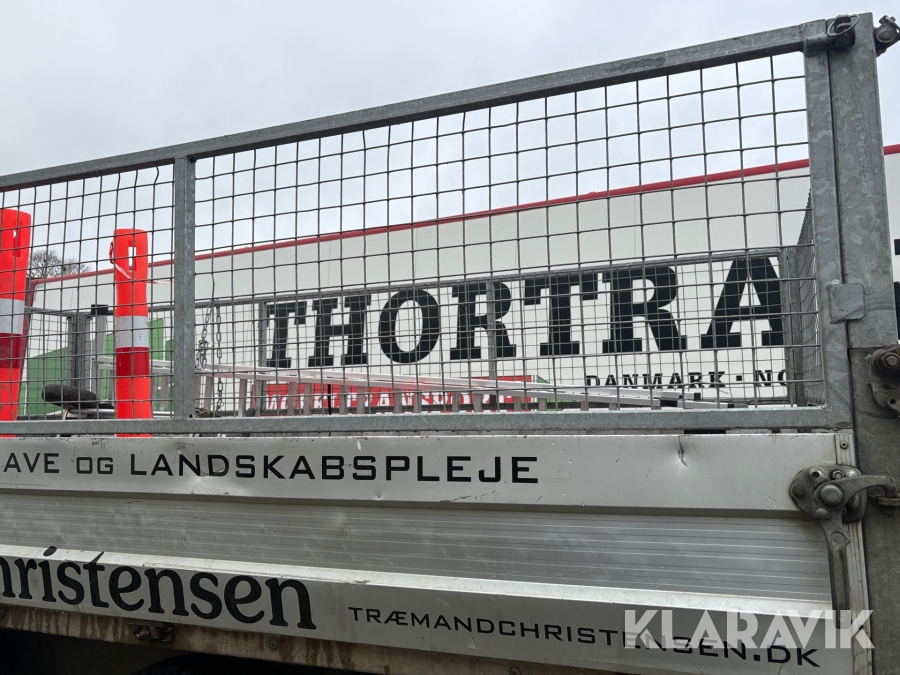 THORTRA
DANMARK · NO
AVE OG LANDSKABSPLEJE
hristensen
TRÆMANDCHRISTENSEN.DK
KLARAVIK